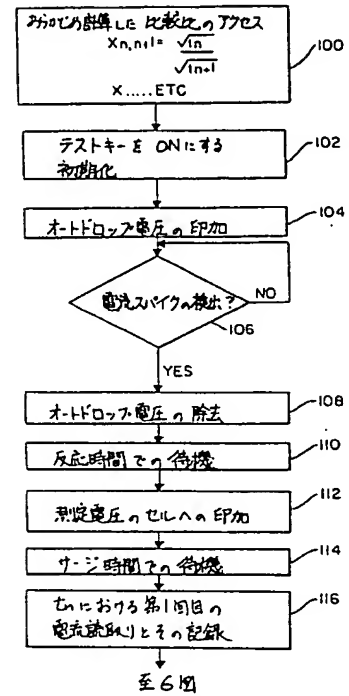 あらかじめ計算した比較比のアクセス
Xn,n+1= √tn
√tn+1
X.....ETC
100
テストキーをONにする
初期化
102
オートドロップ電圧の印加
104
電流スパイクの検出?
NO
106
YES
オートドロップ電圧の除去
108
反応時間での待機
110
測定電圧のセルへの印加
112
サージ時間での待機
114
tnにおける第1回目の
電流読取りとその記録
116
至6図